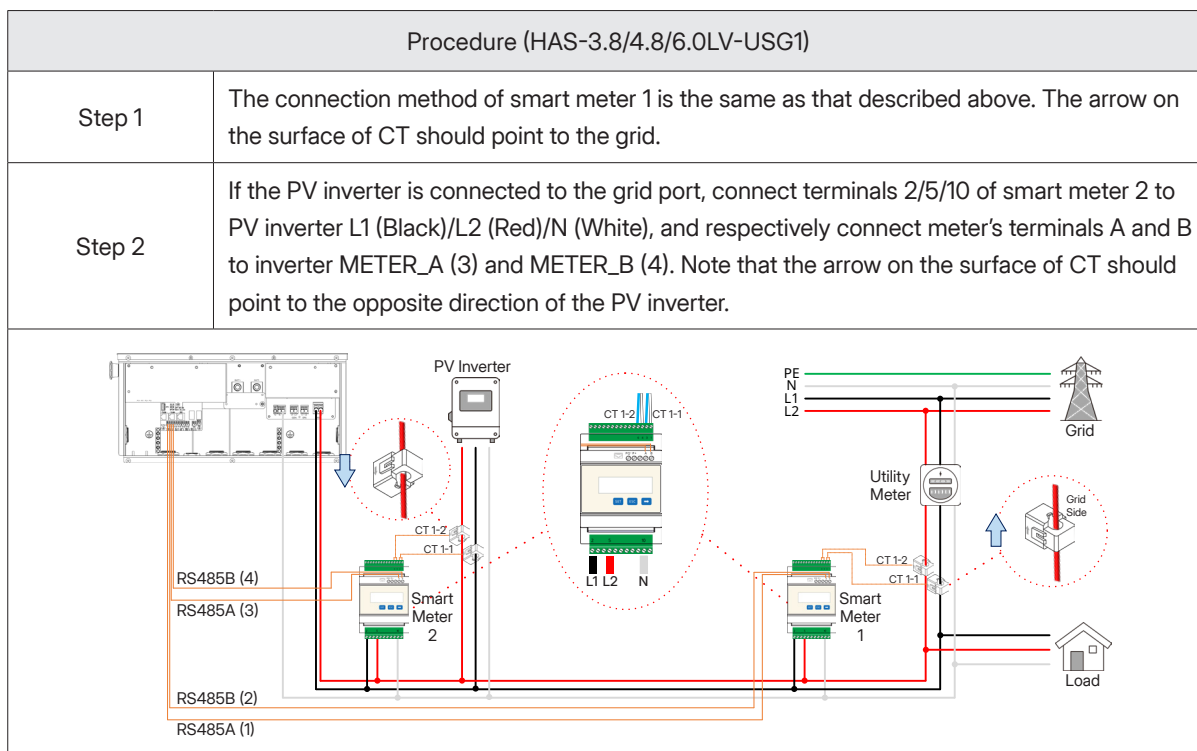 Procedure (HAS-3.8/4.8/6.0LV-USG1)
Step 1
The connection method of smart meter 1 is the same as that described above. The arrow on
the surface of CT should point to the grid.
Step 2
If the PV inverter is connected to the grid port, connect terminals 2/5/10 of smart meter 2 to
PV inverter L1 (Black)/L2 (Red)/N (White), and respectively connect meter's terminals A and B
to inverter METER_A (3) and METER_B (4). Note that the arrow on the surface of CT should
point to the opposite direction of the PV inverter.
PV Inverter
CT 1-2
CT 1-1
PE
N
L1
L2
Grid
Utility
Meter
Grid
Side
CT 1-2
CT 1-1
L1
L2
N
CT 1-2
CT 1-1
RS485B (4)
RS485A (3)
Smart
Meter
2
Smart
Meter
1
Load
RS485B (2)
RS485A (1)